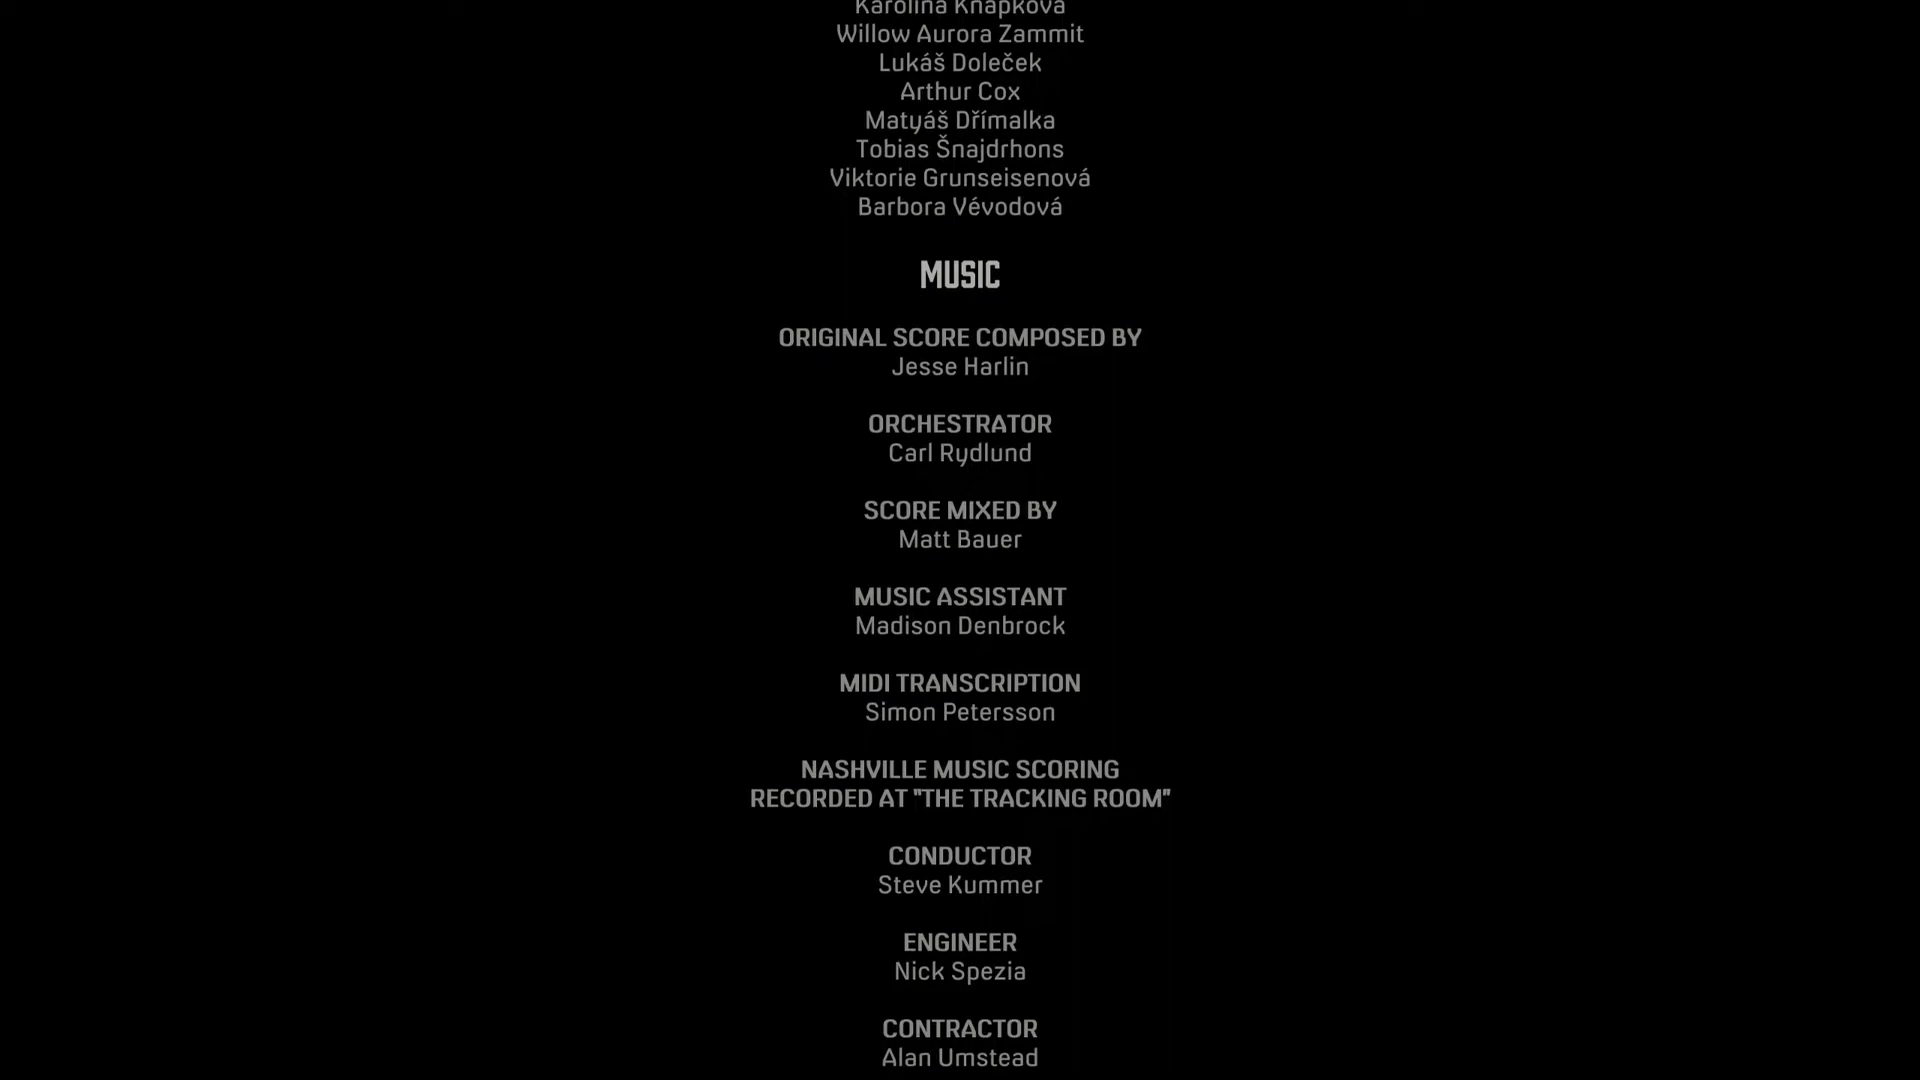 Karolína Knapková
Willow Aurora Zammit
Lukáš Doleček
Arthur Cox
Matyáš Dřímalka
Tobias Šnajdrhons
Viktorie Grunseisenová
Barbora Vévodová
MUSIC
ORIGINAL SCORE COMPOSED BY
Jesse Harlin
ORCHESTRATOR
Carl Rydlund
SCORE MIXED BY
Matt Bauer
MUSIC ASSISTANT
Madison Denbrock
MIDI TRANSCRIPTION
Simon Petersson
NASHVILLE MUSIC SCORING
RECORDED AT "THE TRACKING ROOM"
CONDUCTOR
Steve Kummer
ENGINEER
Nick Spezia
CONTRACTOR
Alan Umstead